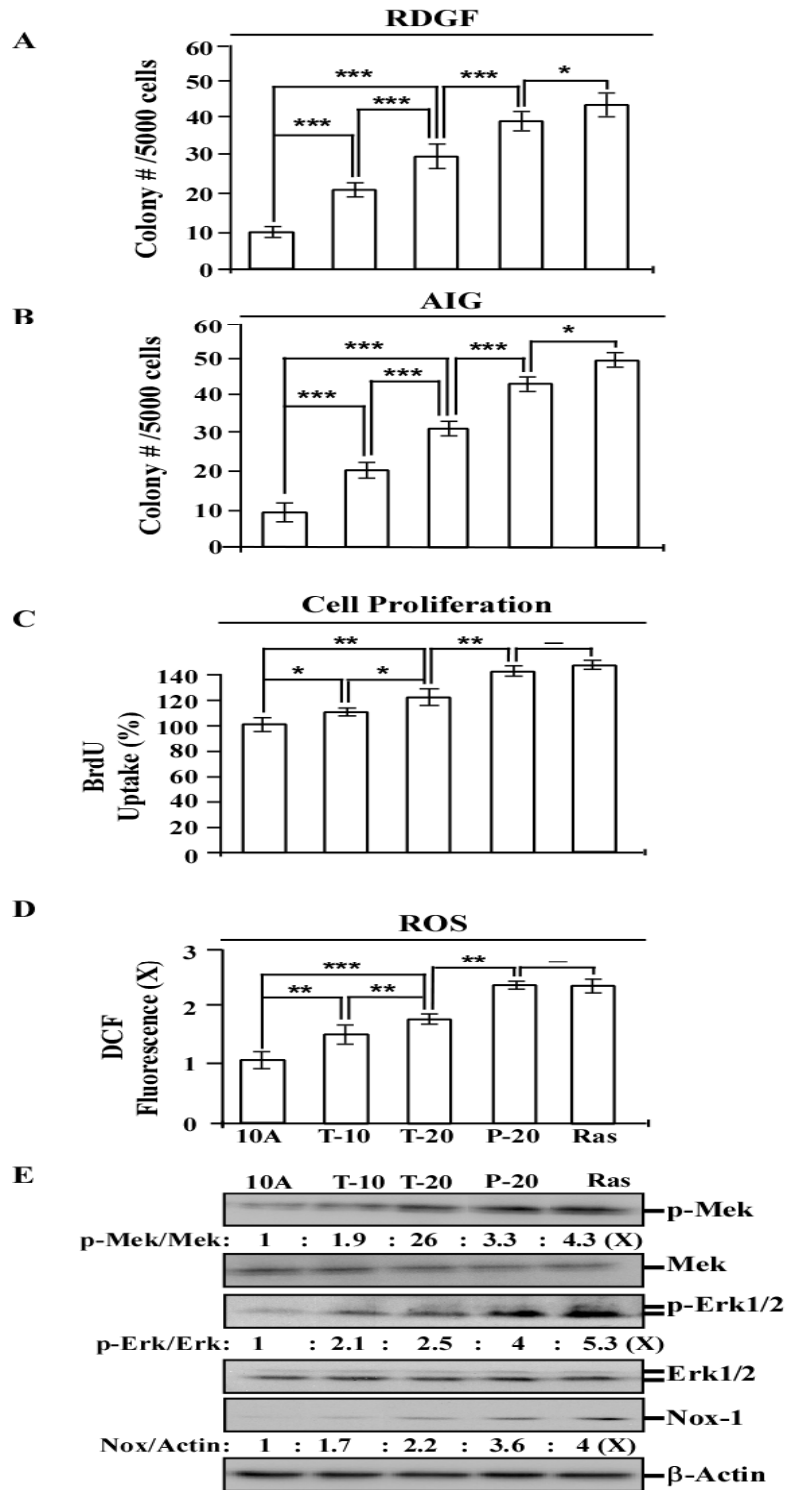 A
RDGF
Colony # /5000 cells
60
50
40
30
20
10
0
***
***
***
***
*
B
AIG
Colony # /5000 cells
60
50
40
30
20
10
0
***
***
***
***
*
C
Cell Proliferation
BrdU
Uptake (%)
140
120
100
80
60
40
20
0
**
*
*
**
—
D
ROS
DCF
Fluorescence (X)
3
2
1
0
***
**
**
**
—
10A T-10 T-20 P-20 Ras
E
10A T-10 T-20 P-20 Ras
p-Mek
p-Mek/Mek: 1 : 1.9 : 26 : 3.3 : 4.3 (X)
Mek
p-Erk1/2
p-Erk/Erk: 1 : 2.1 : 2.5 : 4 : 5.3 (X)
Erk1/2
Nox-1
Nox/Actin: 1 : 1.7 : 2.2 : 3.6 : 4 (X)
β-Actin